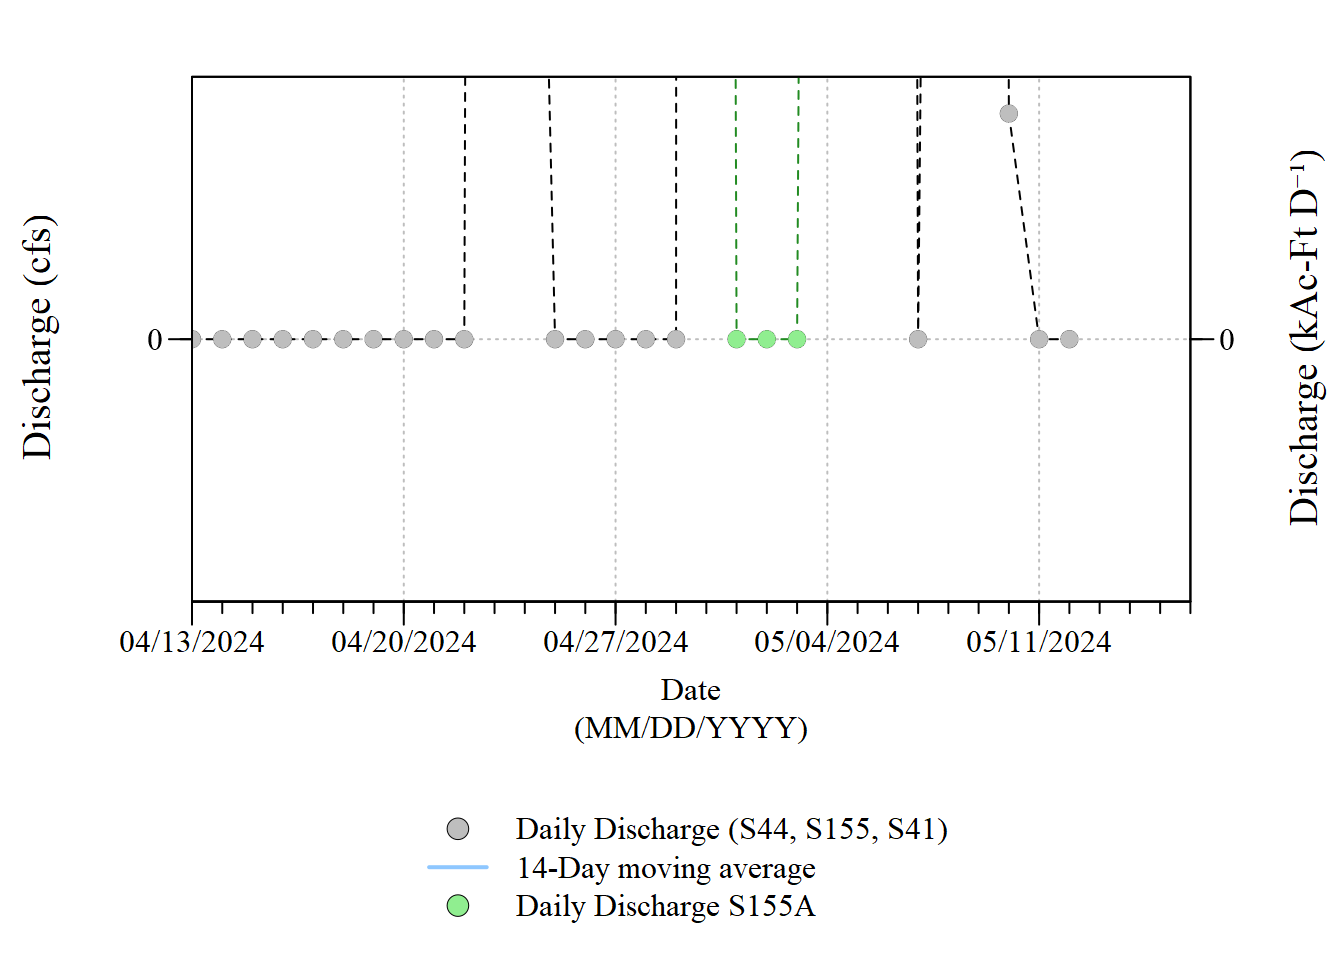 Discharge (cfs)
0
0
Discharge (kAc-Ft D⁻¹)
04/13/2024 04/20/2024 04/27/2024 05/04/2024 05/11/2024
Date
(MM/DD/YYYY)
Daily Discharge (S44, S155, S41)
14-Day moving average
Daily Discharge S155A